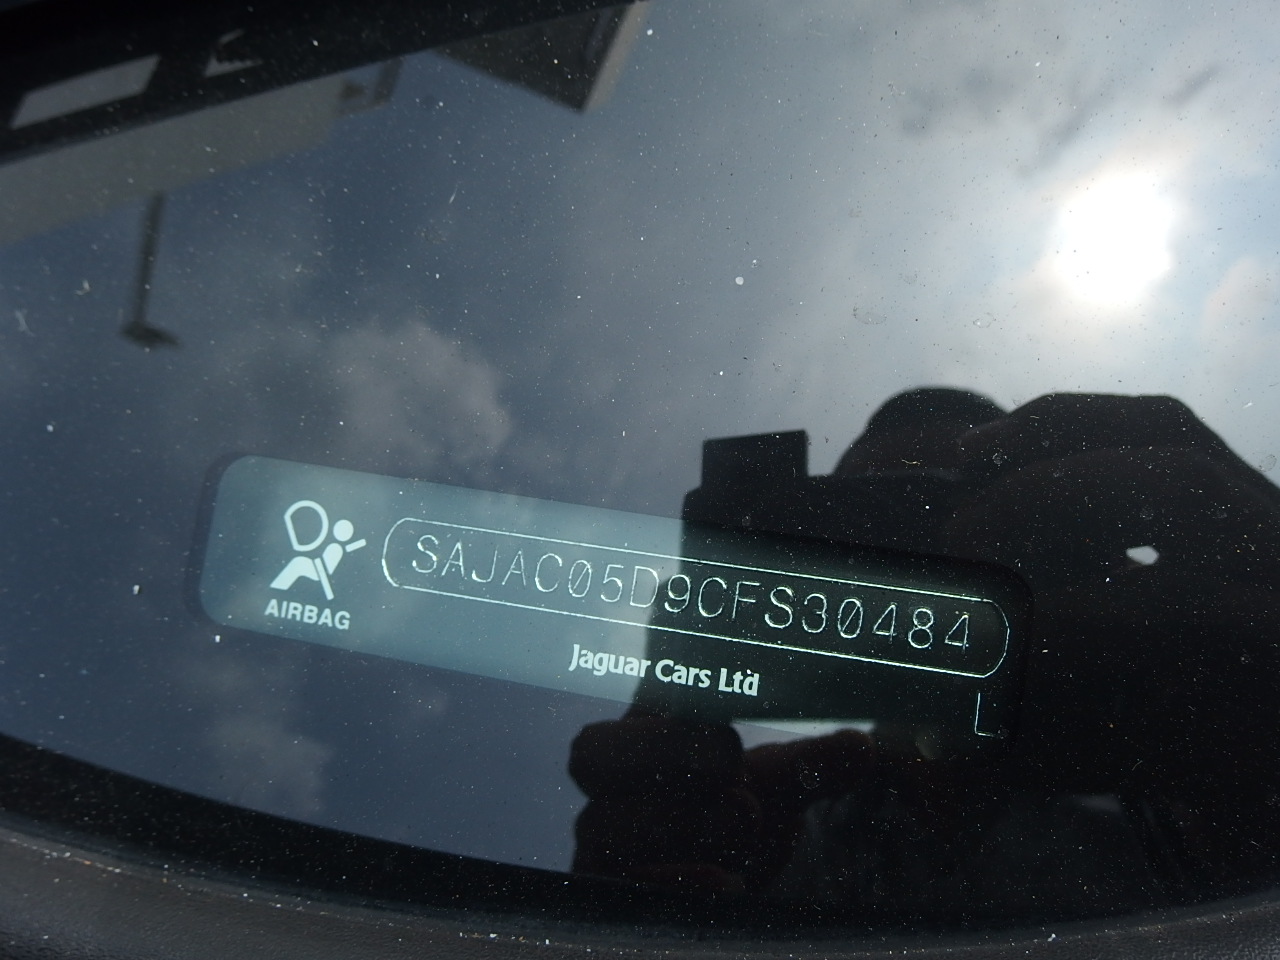 SAJAC05D9CFS30484
AIRBAG
Jaguar Cars Ltd
L